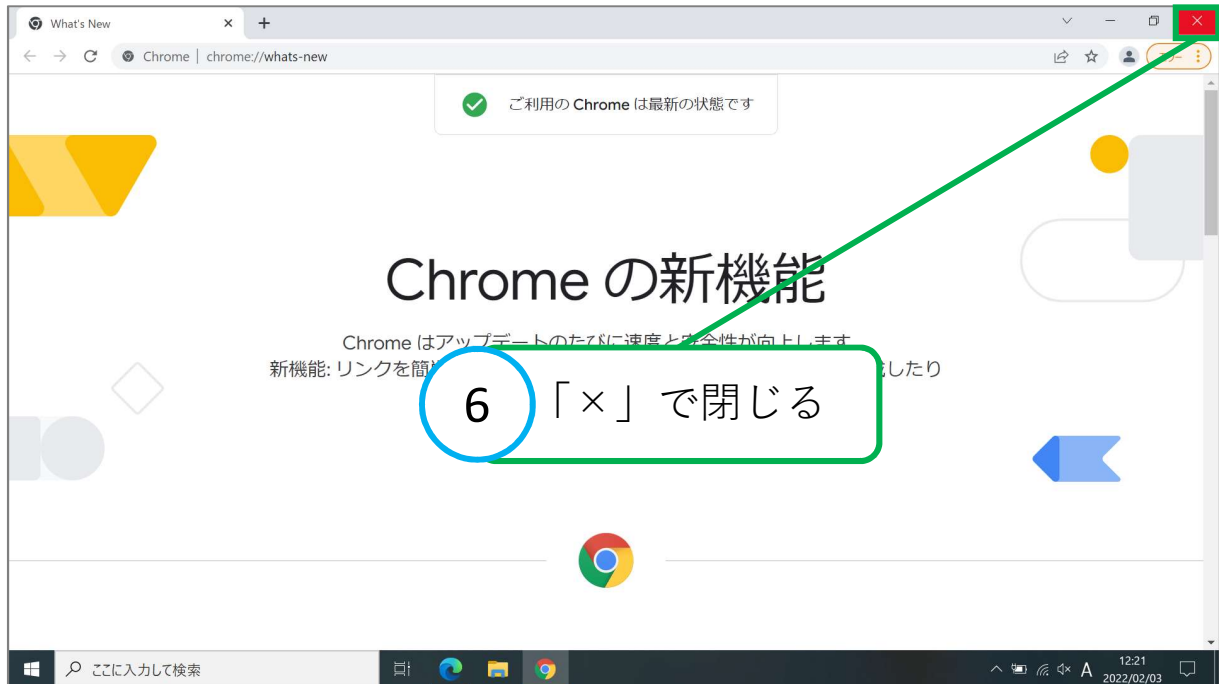 What's New
Chrome | chrome://whats-new
ご利用の Chrome は最新の状態です
Chrome の新機能
Chrome はアップデートのたびに速度と安全性が向上します
新機能: リンクを簡
したり
6 「×」で閉じる
ここに入力して検索
A
12:21
2022/02/03